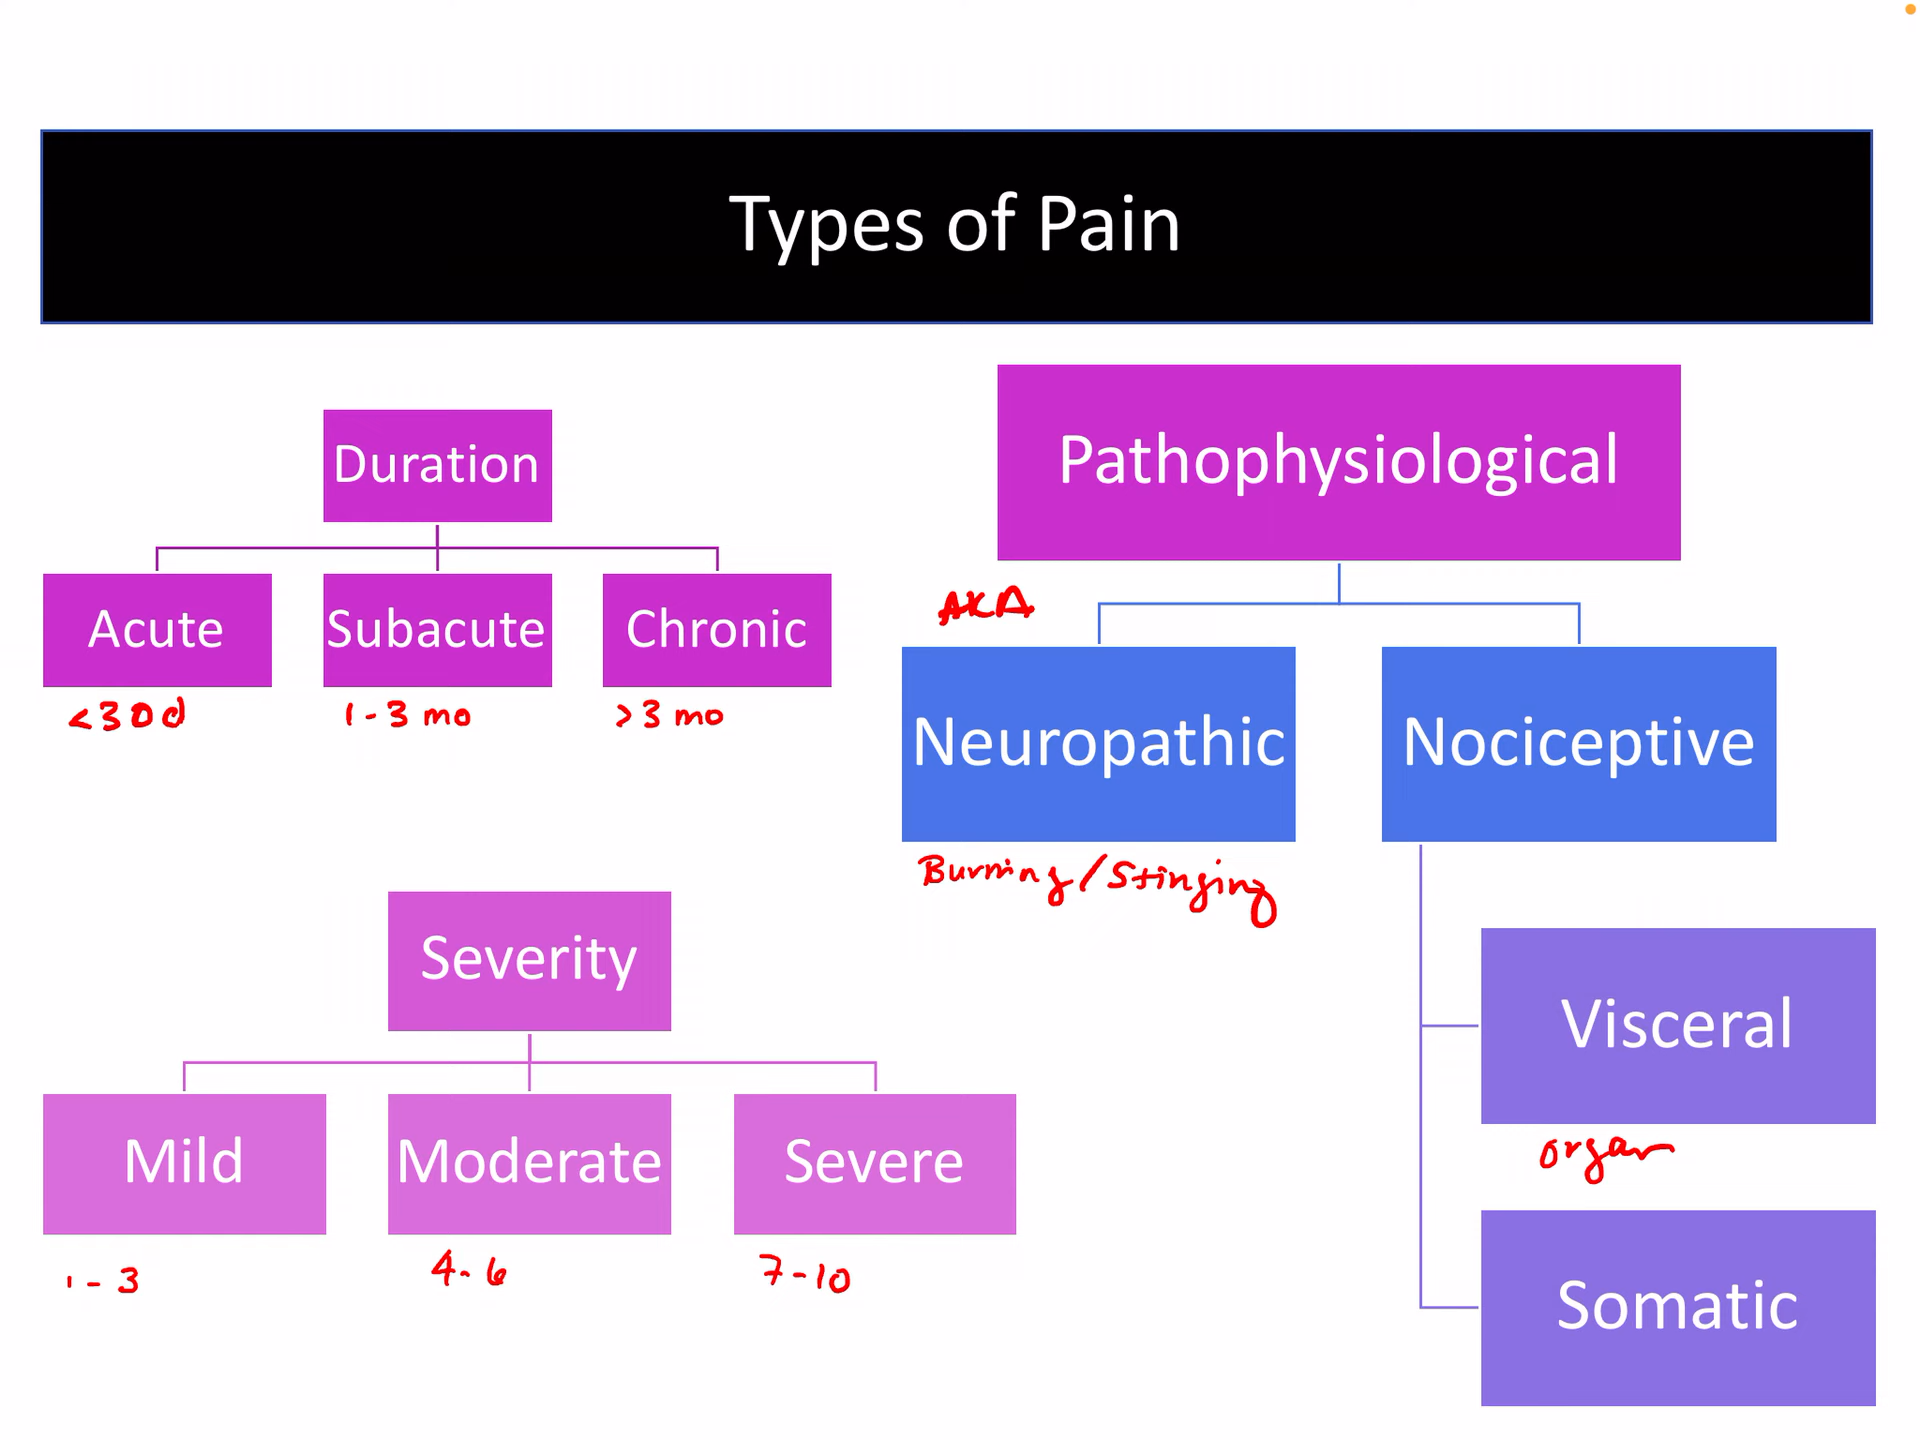 Types of Pain
Duration
Acute
Subacute
Chronic
<30d
1-3 mo
>3 mo
Severity
Mild
Moderate
Severe
1-3
4-6
7-10
Pathophysiological
AKA
Neuropathic
Nociceptive
Burning/Stinging
Visceral
organ
Somatic